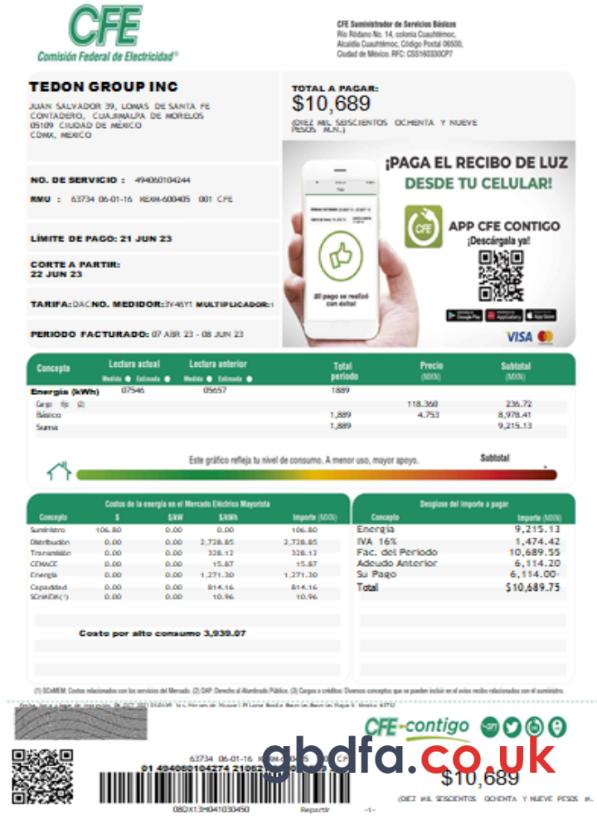 CFE
Comisión Federal de Electricidad®
CFE Suministrador de Servicios Básicos
Río Ródano No. 14, colonia Cuauhtémoc,
Alcaldía Cuauhtémoc, Código Postal 06500,
Ciudad de México. RFC: CSS160330CP7
TEDON GROUP INC
JUAN SALVADOR 39, LOMAS DE SANTA FE
CONTADERO, CUAJIMALPA DE MORELOS
05109 CIUDAD DE MÉXICO
CDMX, MÉXICO
TOTAL A PAGAR:
$10,689
(DIEZ MIL SEISCIENTOS OCHENTA Y NUEVE
PESOS M.N.)
NO. DE SERVICIO : 494060104244
RMU : 63734 06-01-16 KEXM-600405 001 CFE
LÍMITE DE PAGO: 21 JUN 23
CORTE A PARTIR:
22 JUN 23
TARIFA:DAC NO. MEDIDOR:3V46Y1 MULTIPLICADOR:1
PERIODO FACTURADO: 07 ABR 23 - 08 JUN 23
¡PAGA EL RECIBO DE LUZ
DESDE TU CELULAR!
CFE
APP CFE CONTIGO
¡Descárgala ya!
¡El pago se realizó
con éxito!
Google Play AppGallery App Store
VISA
Concepto Lectura actual Lectura anterior Total periodo Precio (MXN) Subtotal (MXN)
Medida Estimada Medida Estimada
Energía (kWh) 07546 05657 1889
118.360 236.72
Básico 1,889 4.753 8,978.41
Suma 1,889 9,215.13
Este gráfico refleja tu nivel de consumo. A menor uso, mayor apoyo.
Subtotal
Costos de la energía en el Mercado Eléctrico Mayorista
Concepto $ $/kW $/kWh Importe (MXN)
Suministro 106.80 0.00 0.00 106.80
Distribución 0.00 0.00 2,728.85 2,728.85
Transmisión 0.00 0.00 328.12 328.12
CENACE 0.00 0.00 15.87 15.87
Energía 0.00 0.00 1,271.30 1,271.30
Capacidad 0.00 0.00 814.16 814.16
SCnMEM(1) 0.00 0.00 10.96 10.96
Costo por alto consumo 3,939.07
Desglose del importe a pagar
Concepto Importe (MXN)
Energía 9,215.13
IVA 16% 1,474.42
Fac. del Periodo 10,689.55
Adeudo Anterior 6,114.20
Su Pago 6,114.00-
Total $10,689.75
(1) SCnMEM: Costos relacionados con los servicios del Mercado. (2) DAP: Derecho al Alumbrado Público. (3) Cargos o créditos: Diversos conceptos que se pueden incluir en el aviso recibo relacionados con el suministro.
CFE-contigo
63734 06-01-16
01 494060104274
gbdfa.co.uk
$10,689
(DIEZ MIL SEISCIENTOS OCHENTA Y NUEVE PESOS M.
08DX13H041030450 Repartir -1-